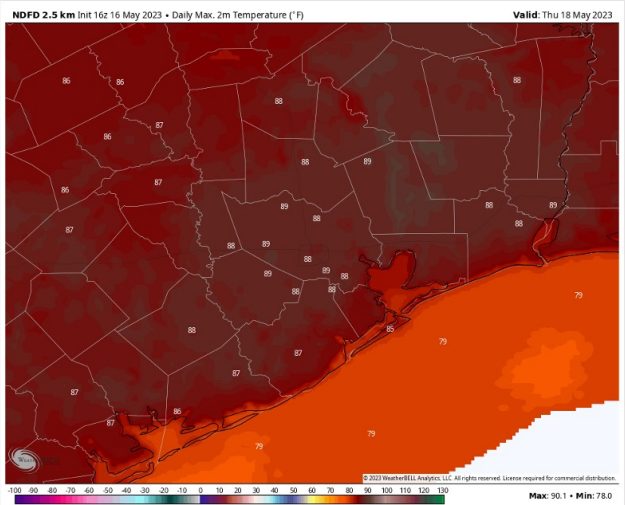 NDFD 2.5 km Init 16z 16 May 2023 • Daily Max. 2m Temperature (°F) Valid: Thu 18 May 2023
86 86 88
88
87
86
88 89
86 87
89 88 89
88 88
87
88 89
88
89 89 88
88 88
79
88 85
79
87
87
87
86
87
79
79
© 2023 WeatherBELL Analytics, LLC. All rights reserved. License required for commercial distribution.
-100 -90 -80 -70 -60 -50 -40 -30 -20 -10 0 10 20 30 40 50 60 70 80 90 100 110 120 130
Max: 90.1 • Min: 78.0